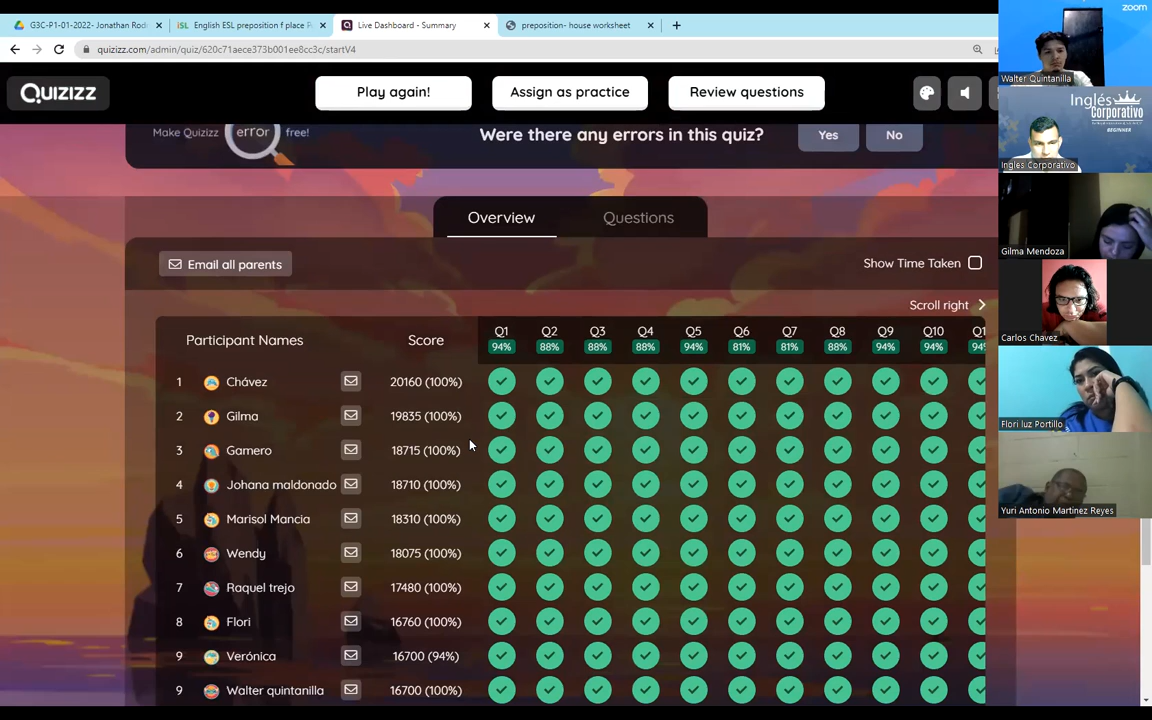 G3C-P1-01-2022- Jonathan Rod
iSL English ESL preposition f place P
Live Dashboard - Summary
preposition- house worksheet
zoom
quizizz.com/admin/quiz/620c71aece373b001ee8cc3c/startV4
Quizizz
Play again!
Assign as practice
Review questions
Walter Quintanilla
Inglés
Corporativo
BEGINNER
Ingles Corporativo
Make Quizizz error free!
Were there any errors in this quiz?
Yes
No
Overview
Questions
Gilma Mendoza
Email all parents
Show Time Taken
Scroll right
Participant Names
Score
Q1 Q2 Q3 Q4 Q5 Q6 Q7 Q8 Q9 Q10 Q1
94% 88% 88% 88% 94% 81% 81% 88% 94% 94% 94%
Carlos Chavez
1 Chávez 20160 (100%)
2 Gilma 19835 (100%)
Flori luz Portillo
3 Gamero 18715 (100%)
4 Johana maldonado 18710 (100%)
Yuri Antonio Martinez Reyes
5 Marisol Mancia 18310 (100%)
6 Wendy 18075 (100%)
7 Raquel trejo 17480 (100%)
8 Flori 16760 (100%)
9 Verónica 16700 (94%)
9 Walter quintanilla 16700 (100%)